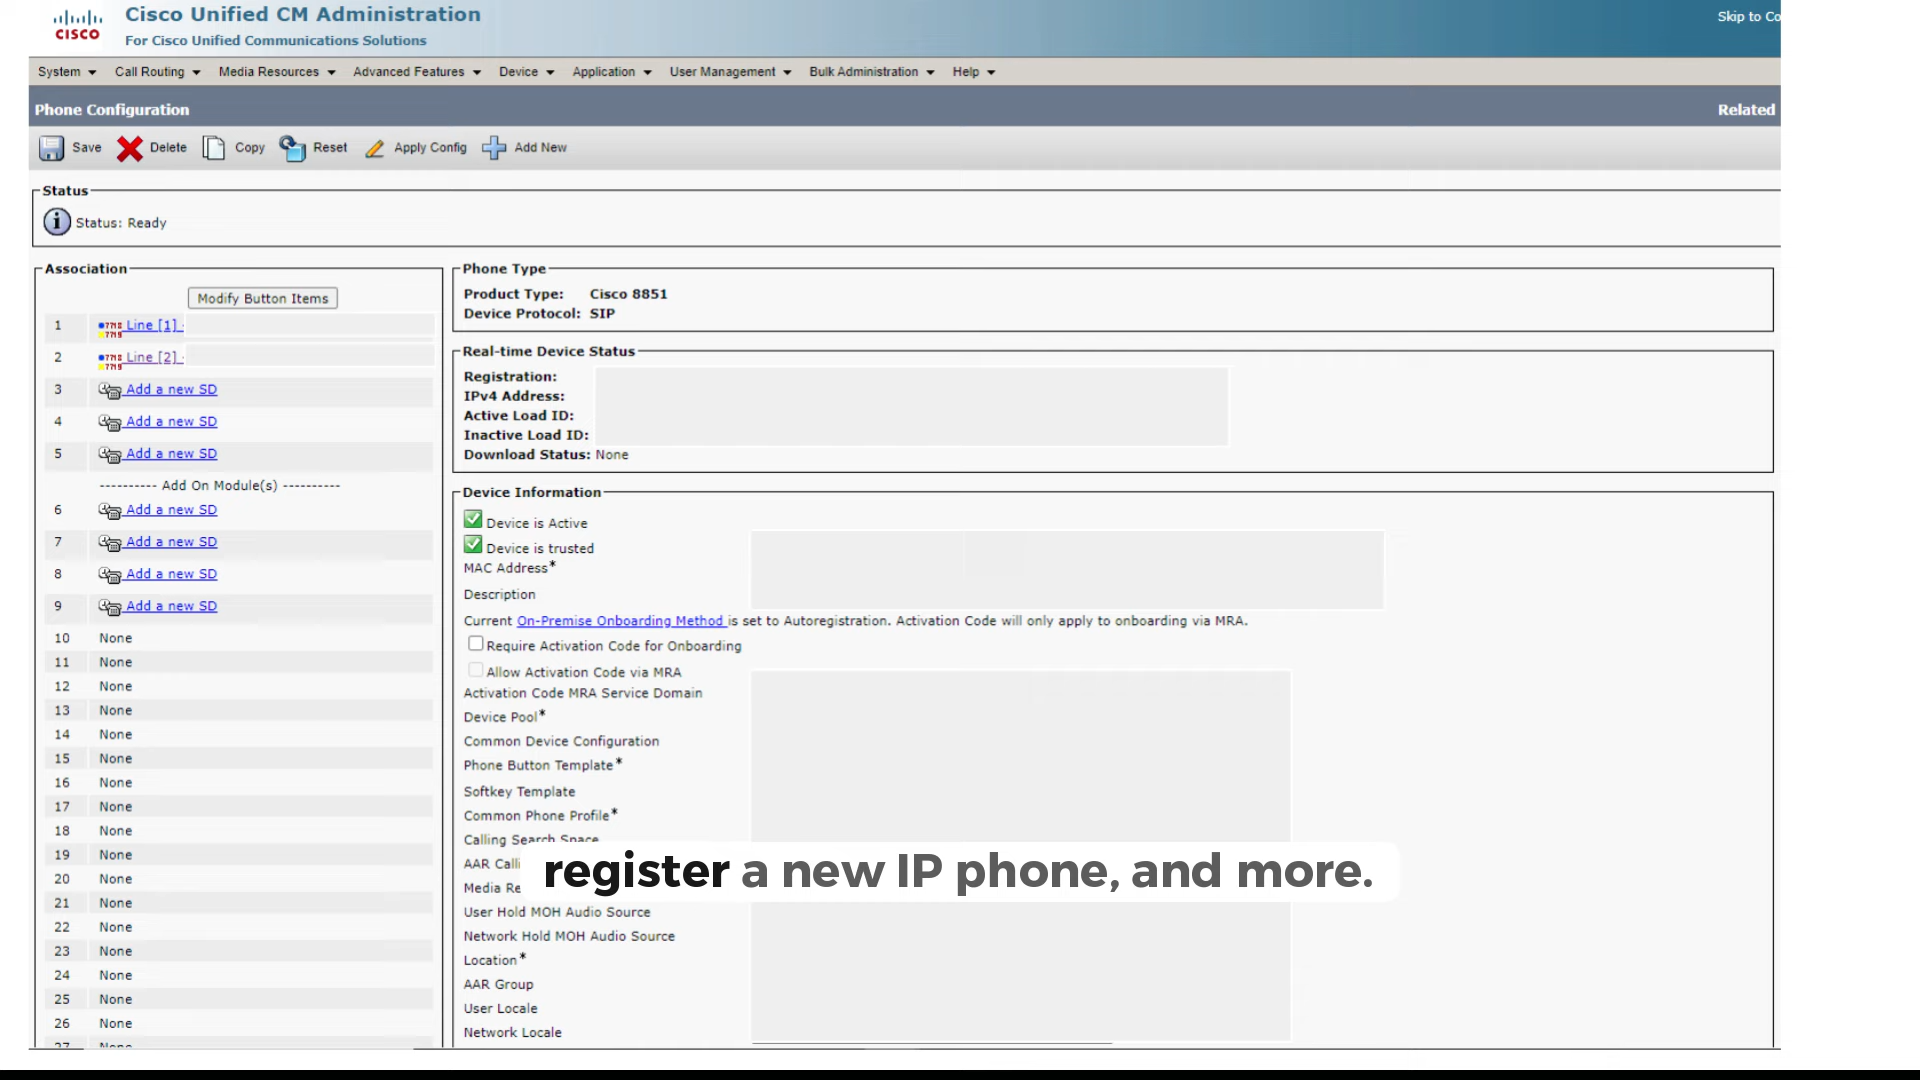 Cisco Unified CM Administration
CISCO For Cisco Unified Communications Solutions
Skip to Co
System Call Routing Media Resources Advanced Features Device Application User Management Bulk Administration Help
Phone Configuration
Related
Save Delete Copy Reset Apply Config Add New
Status
Status: Ready
Association
Modify Button Items
1 Line [1] -
2 Line [2] -
3 Add a new SD
4 Add a new SD
5 Add a new SD
---------- Add On Module(s) ----------
6 Add a new SD
7 Add a new SD
8 Add a new SD
9 Add a new SD
10 None
11 None
12 None
13 None
14 None
15 None
16 None
17 None
18 None
19 None
20 None
21 None
22 None
23 None
24 None
25 None
26 None
27 None
Phone Type
Product Type: Cisco 8851
Device Protocol: SIP
Real-time Device Status
Registration:
IPv4 Address:
Active Load ID:
Inactive Load ID:
Download Status: None
Device Information
Device is Active
Device is trusted
MAC Address*
Description
Current On-Premise Onboarding Method is set to Autoregistration. Activation Code will only apply to onboarding via MRA.
Require Activation Code for Onboarding
Allow Activation Code via MRA
Activation Code MRA Service Domain
Device Pool*
Common Device Configuration
Phone Button Template*
Softkey Template
Common Phone Profile*
Calling Search Space
AAR Calli
Media Re
register a new IP phone, and more.
User Hold MOH Audio Source
Network Hold MOH Audio Source
Location*
AAR Group
User Locale
Network Locale